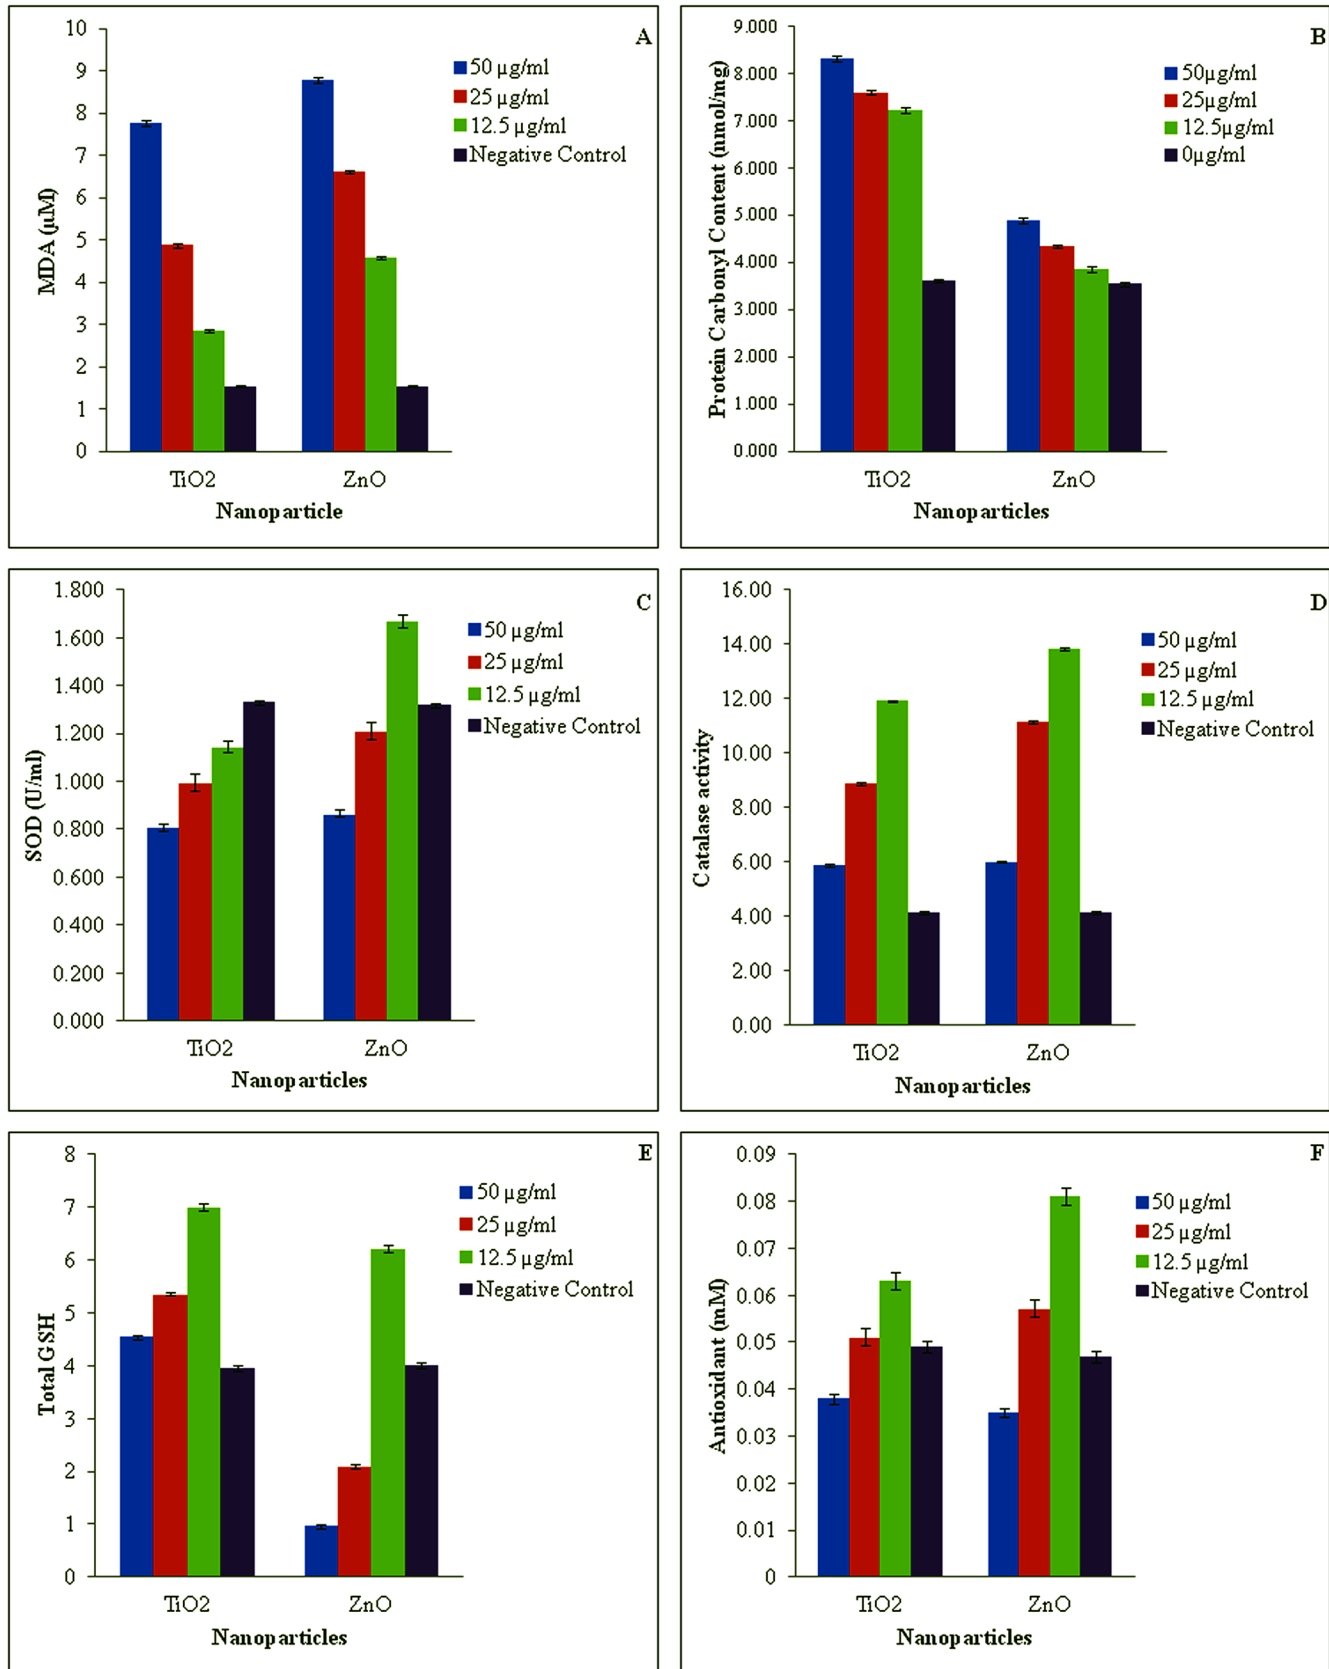 A
MDA (µM)
10
9
8
7
6
5
4
3
2
1
0
TiO2 ZnO
Nanoparticle
50 µg/ml
25 µg/ml
12.5 µg/ml
Negative Control
B
Protein Carbonyl Content (nmol/mg)
9.000
8.000
7.000
6.000
5.000
4.000
3.000
2.000
1.000
0.000
TiO2 ZnO
Nanoparticles
50µg/ml
25µg/ml
12.5µg/ml
0µg/ml
C
SOD (U/ml)
1.800
1.600
1.400
1.200
1.000
0.800
0.600
0.400
0.200
0.000
TiO2 ZnO
Nanoparticles
50 µg/ml
25 µg/ml
12.5 µg/ml
Negative Control
D
Catalase activity
16.00
14.00
12.00
10.00
8.00
6.00
4.00
2.00
0.00
TiO2 ZnO
Nanoparticles
50 µg/ml
25 µg/ml
12.5 µg/ml
Negative Control
E
Total GSH
8
7
6
5
4
3
2
1
0
TiO2 ZnO
Nanoparticles
50 µg/ml
25 µg/ml
12.5 µg/ml
Negative Control
F
Antioxidant (mM)
0.09
0.08
0.07
0.06
0.05
0.04
0.03
0.02
0.01
0
TiO2 ZnO
Nanoparticles
50 µg/ml
25 µg/ml
12.5 µg/ml
Negative Control